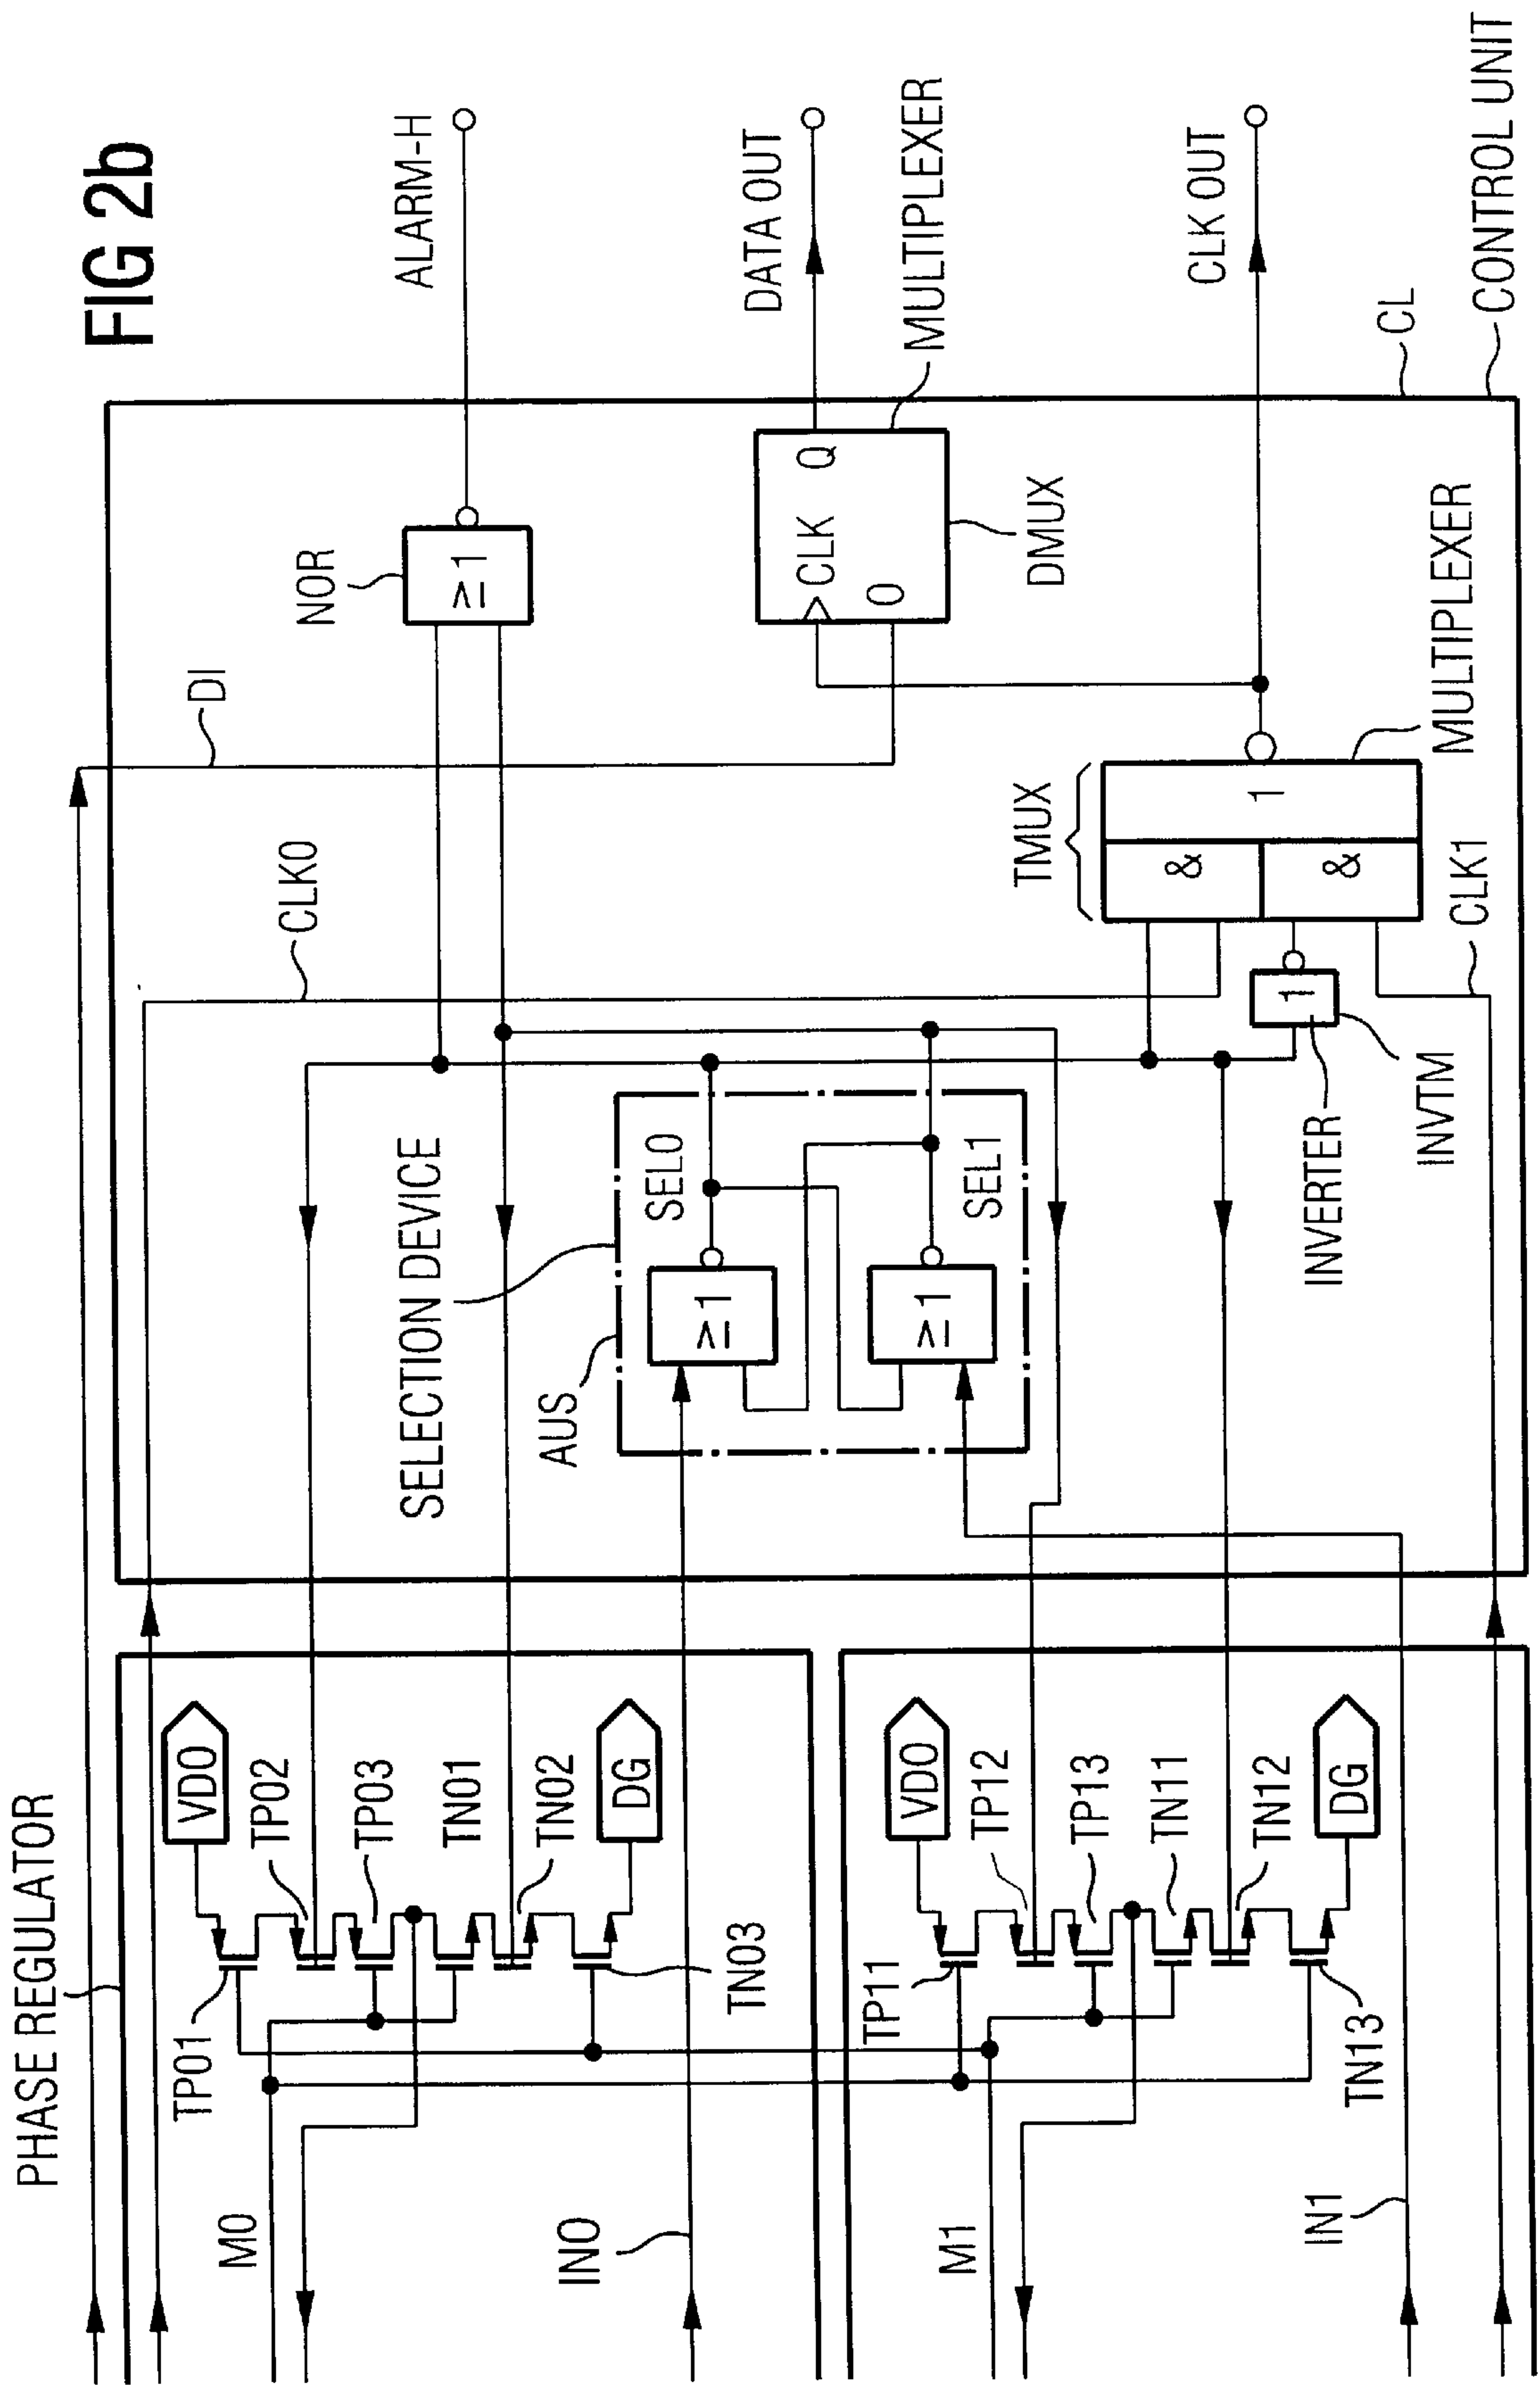 FIG 2b
PHASE REGULATOR
VDO
TP01
TP02
TP03
TN01
TN02
DG
TN03
M0
IN0
VDO
TP11
TP12
TP13
TN11
TN12
DG
TN13
M1
IN1
CLK0
DI
NOR
≥1
ALARM-H
SELECTION DEVICE
AUS
SEL0
≥1
SEL1
≥1
CLK
Q
O
DMUX
DATA OUT
MULTIPLEXER
TMUX
&
&
1
MULTIPLEXER
1
INVERTER
INVTM
CLK1
CLK OUT
CL
CONTROL UNIT